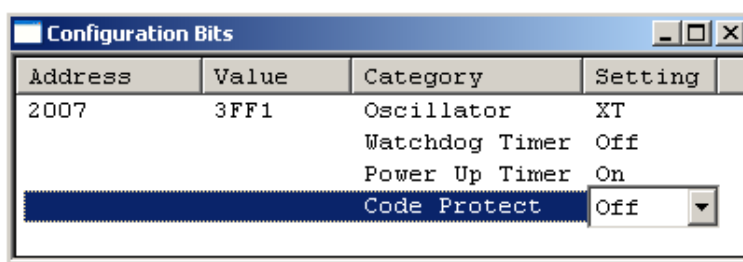 Configuration Bits
Address Value Category Setting
2007 3FF1 Oscillator XT
Watchdog Timer Off
Power Up Timer On
Code Protect Off